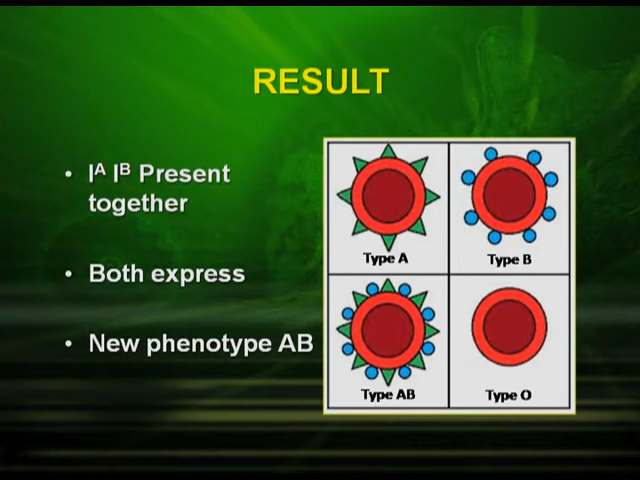 RESULT
• Iᴬ Iᴮ Present
together
• Both express
• New phenotype AB
Type A
Type B
Type AB
Type O